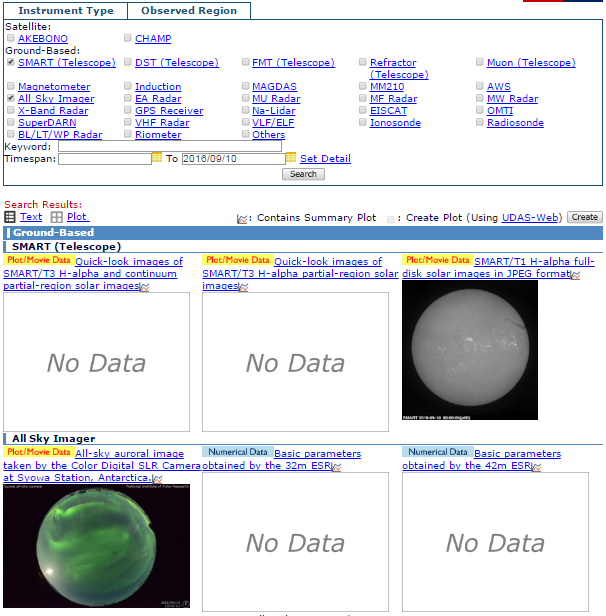 Instrument Type Observed Region
Satellite:
AKEBONO CHAMP
Ground-Based:
SMART (Telescope) DST (Telescope) FMT (Telescope) Refractor (Telescope) Muon (Telescope)
Magnetometer Induction MAGDAS MM210 AWS
All Sky Imager EA Radar MU Radar MF Radar MW Radar
X-Band Radar GPS Receiver Na-Lidar EISCAT OMTI
SuperDARN VHF Radar VLF/ELF Ionosonde Radiosonde
BL/LT/WP Radar Riometer Others
Keyword:
Timespan: To 2016/09/10 Set Detail
Search
Search Results:
Text Plot : Contains Summary Plot : Create Plot (Using UDAS-Web) Create
Ground-Based
SMART (Telescope)
Plot/Movie Data Quick-look images of
SMART/T3 H-alpha and continuum
partial-region solar images
Plot/Movie Data Quick-look images of
SMART/T3 H-alpha partial-region solar
images
Plot/Movie Data SMART/T1 H-alpha full-
disk solar images in JPEG format
No Data
No Data
All Sky Imager
Plot/Movie Data All-sky auroral image
taken by the Color Digital SLR Camera
at Syowa Station, Antarctica.
Numerical Data Basic parameters
obtained by the 32m ESR
Numerical Data Basic parameters
obtained by the 42m ESR
No Data
No Data